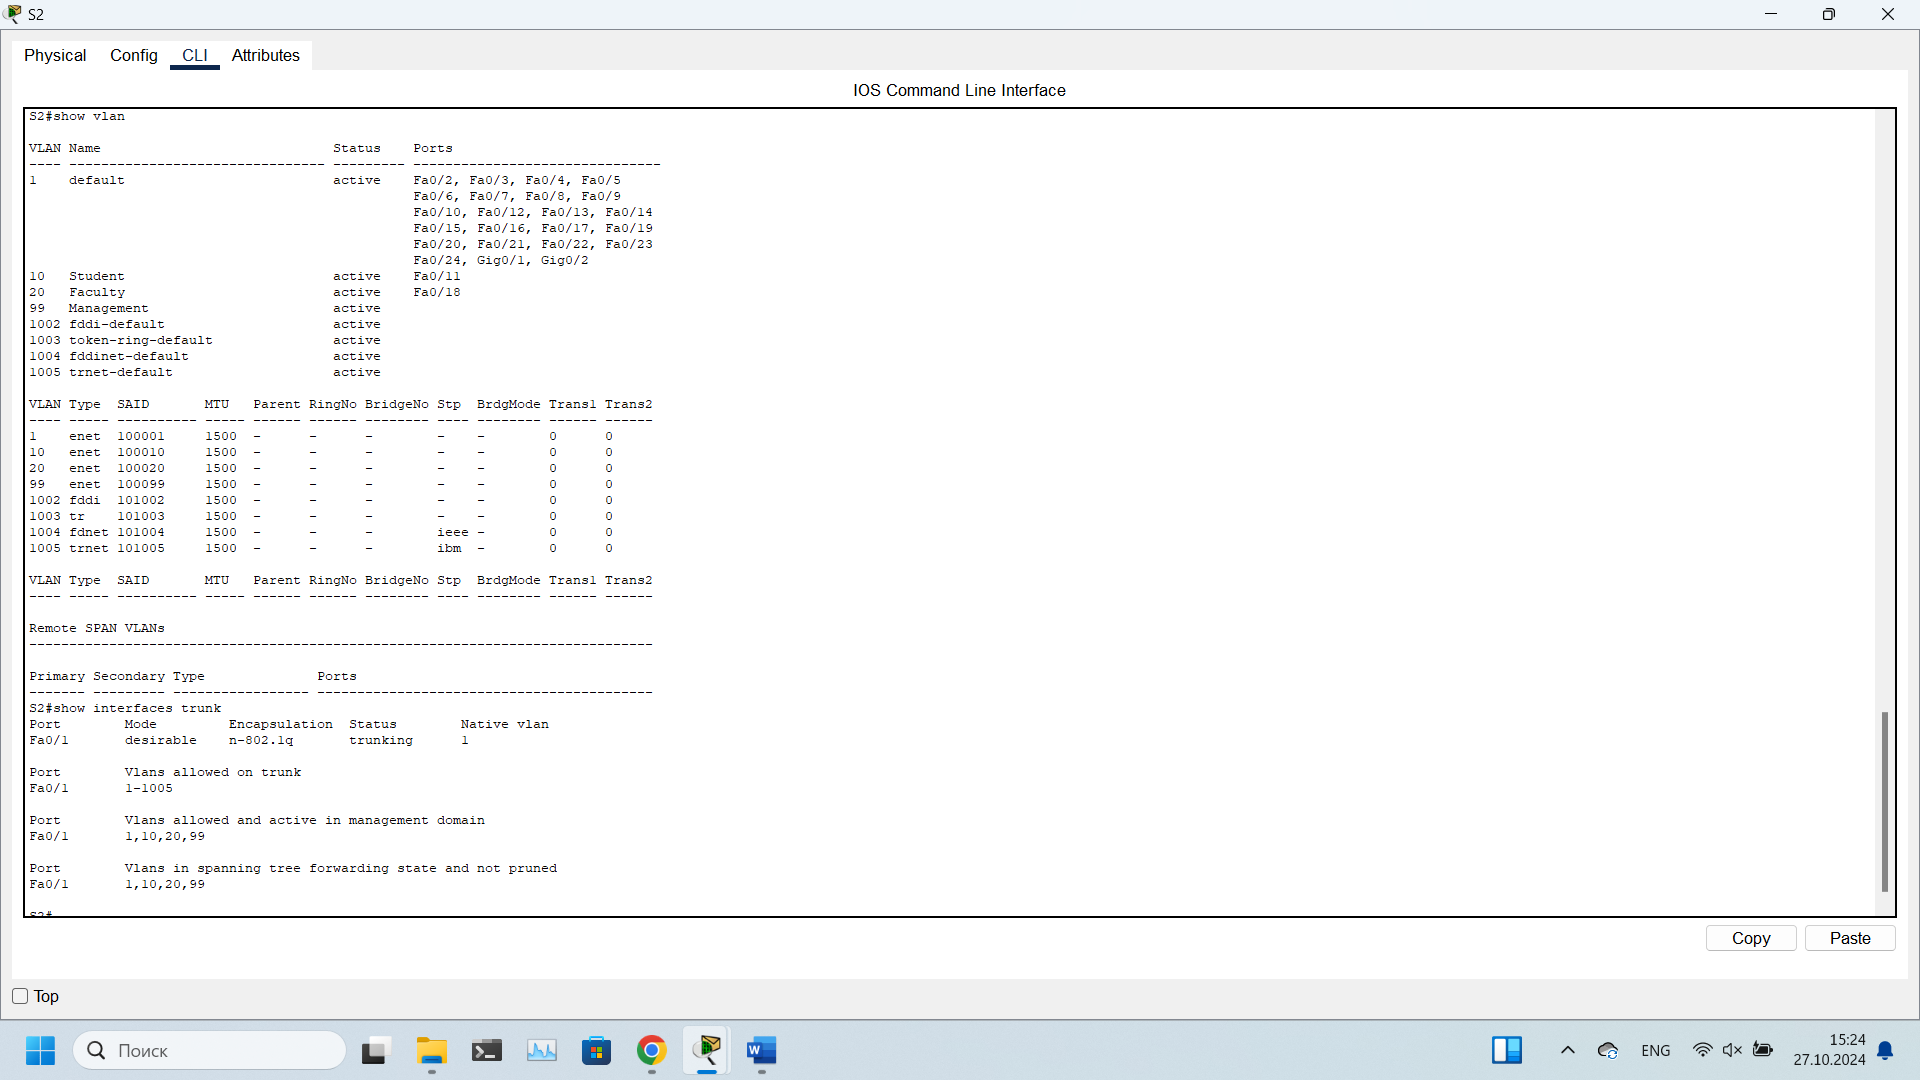 S2
Physical Config CLI Attributes
IOS Command Line Interface
S2#show vlan
VLAN Name                             Status    Ports
---- -------------------------------- --------- -------------------------------
1    default                          active    Fa0/2, Fa0/3, Fa0/4, Fa0/5
                                                Fa0/6, Fa0/7, Fa0/8, Fa0/9
                                                Fa0/10, Fa0/12, Fa0/13, Fa0/14
                                                Fa0/15, Fa0/16, Fa0/17, Fa0/19
                                                Fa0/20, Fa0/21, Fa0/22, Fa0/23
                                                Fa0/24, Gig0/1, Gig0/2
10   Student                          active    Fa0/11
20   Faculty                          active    Fa0/18
99   Management                       active
1002 fddi-default                     active
1003 token-ring-default               active
1004 fddinet-default                  active
1005 trnet-default                    active
VLAN Type  SAID       MTU   Parent RingNo BridgeNo Stp  BrdgMode Trans1 Trans2
---- ----- ---------- ----- ------ ------ -------- ---- -------- ------ ------
1    enet  100001     1500  -      -      -        -    -        0      0
10   enet  100010     1500  -      -      -        -    -        0      0
20   enet  100020     1500  -      -      -        -    -        0      0
99   enet  100099     1500  -      -      -        -    -        0      0
1002 fddi  101002     1500  -      -      -        -    -        0      0
1003 tr    101003     1500  -      -      -        -    -        0      0
1004 fdnet 101004     1500  -      -      -        ieee -        0      0
1005 trnet 101005     1500  -      -      -        ibm  -        0      0
VLAN Type  SAID       MTU   Parent RingNo BridgeNo Stp  BrdgMode Trans1 Trans2
---- ----- ---------- ----- ------ ------ -------- ---- -------- ------ ------
Remote SPAN VLANs
------------------------------------------------------------------------------
Primary Secondary Type              Ports
------- --------- ----------------- ------------------------------------------
S2#show interfaces trunk
Port        Mode         Encapsulation  Status        Native vlan
Fa0/1       desirable    n-802.1q       trunking      1
Port        Vlans allowed on trunk
Fa0/1       1-1005
Port        Vlans allowed and active in management domain
Fa0/1       1,10,20,99
Port        Vlans in spanning tree forwarding state and not pruned
Fa0/1       1,10,20,99
S2#
Copy Paste
Top
Поиск
ENG
15:24
27.10.2024